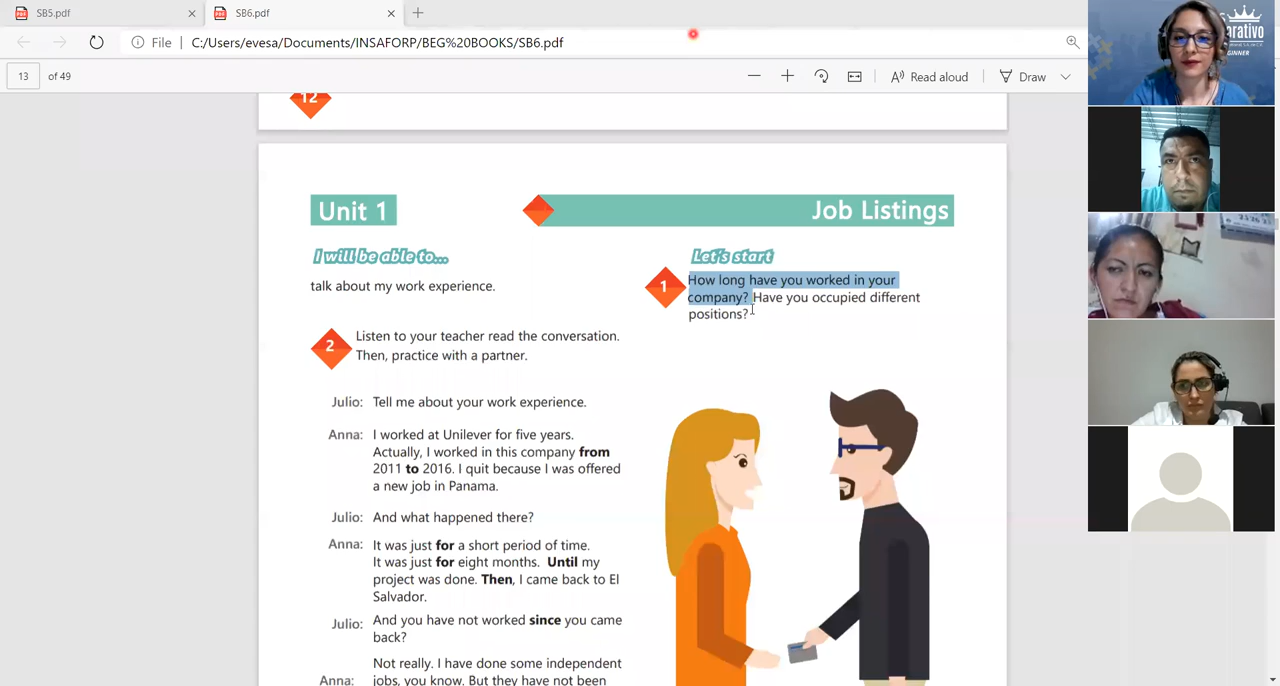 SB5.pdf
SB6.pdf
File
C:/Users/evesa/Documents/INSAFORP/BEG%20BOOKS/SB6.pdf
13 of 49
Read aloud
Draw
12
Unit 1
Job Listings
I will be able to...
talk about my work experience.
Let's start
1
How long have you worked in your
company? Have you occupied different
positions?
2
Listen to your teacher read the conversation.
Then, practice with a partner.
Julio: Tell me about your work experience.
Anna: I worked at Unilever for five years.
Actually, I worked in this company from
2011 to 2016. I quit because I was offered
a new job in Panama.
Julio: And what happened there?
Anna: It was just for a short period of time.
It was just for eight months. Until my
project was done. Then, I came back to El
Salvador.
Julio: And you have not worked since you came
back?
Anna: Not really. I have done some independent
jobs, you know. But they have not been